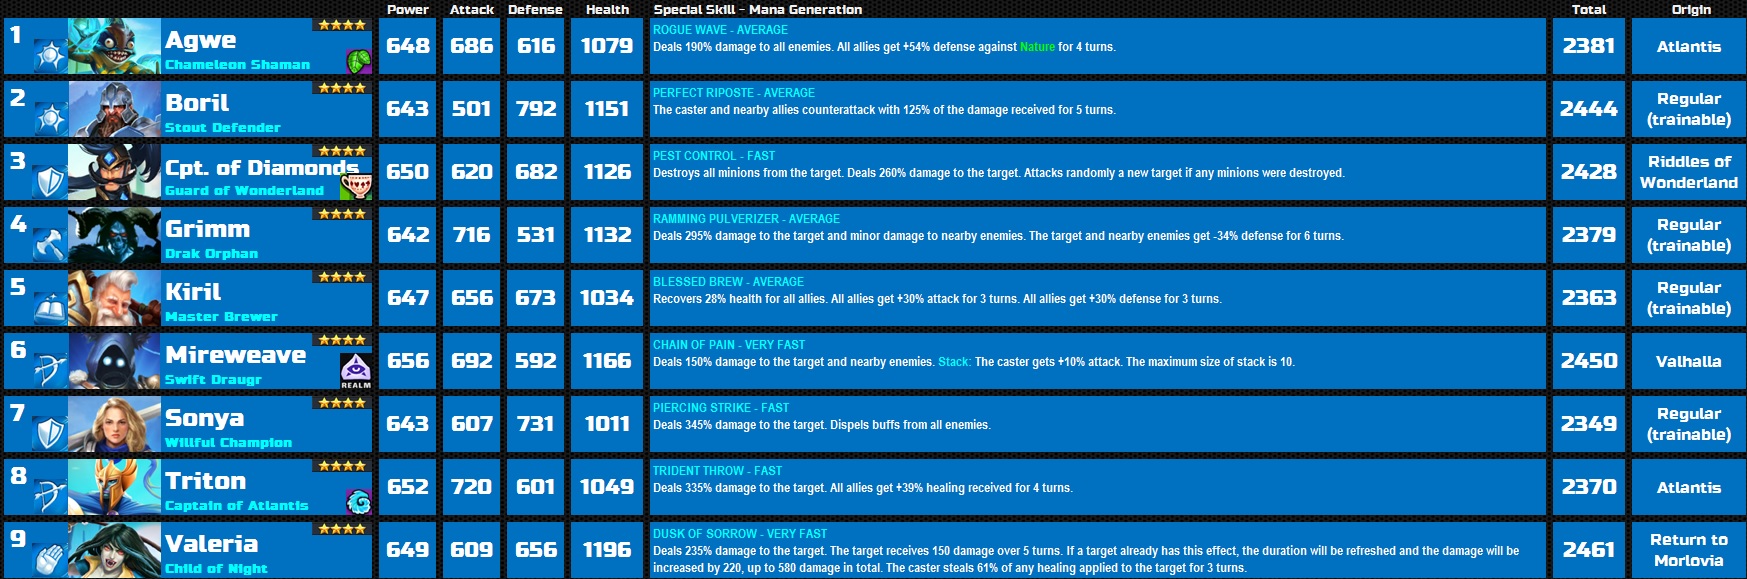 Power Attack Defense Health Special Skill - Mana Generation Total Origin
1 Agwe
Chameleon Shaman
648 686 616 1079
ROGUE WAVE - AVERAGE
Deals 190% damage to all enemies. All allies get +54% defense against Nature for 4 turns.
2381
Atlantis
2 Boril
Stout Defender
643 501 792 1151
PERFECT RIPOSTE - AVERAGE
The caster and nearby allies counterattack with 125% of the damage received for 5 turns.
2444
Regular
(trainable)
3 Cpt. of Diamonds
Guard of Wonderland
650 620 682 1126
PEST CONTROL - FAST
Destroys all minions from the target. Deals 260% damage to the target. Attacks randomly a new target if any minions were destroyed.
2428
Riddles of
Wonderland
4 Grimm
Drak Orphan
642 716 531 1132
RAMMING PULVERIZER - AVERAGE
Deals 295% damage to the target and minor damage to nearby enemies. The target and nearby enemies get -34% defense for 6 turns.
2379
Regular
(trainable)
5 Kiril
Master Brewer
647 656 673 1034
BLESSED BREW - AVERAGE
Recovers 28% health for all allies. All allies get +30% attack for 3 turns. All allies get +30% defense for 3 turns.
2363
Regular
(trainable)
6 Mireweave
Swift Draugr
REALM
656 692 592 1166
CHAIN OF PAIN - VERY FAST
Deals 150% damage to the target and nearby enemies. Stack: The caster gets +10% attack. The maximum size of stack is 10.
2450
Valhalla
7 Sonya
Willful Champion
643 607 731 1011
PIERCING STRIKE - FAST
Deals 345% damage to the target. Dispels buffs from all enemies.
2349
Regular
(trainable)
8 Triton
Captain of Atlantis
652 720 601 1049
TRIDENT THROW - FAST
Deals 335% damage to the target. All allies get +39% healing received for 4 turns.
2370
Atlantis
9 Valeria
Child of Night
649 609 656 1196
DUSK OF SORROW - VERY FAST
Deals 235% damage to the target. The target receives 150 damage over 5 turns. If a target already has this effect, the duration will be refreshed and the damage will be
increased by 220, up to 580 damage in total. The caster steals 61% of any healing applied to the target for 3 turns.
2461
Return to
Morlovia